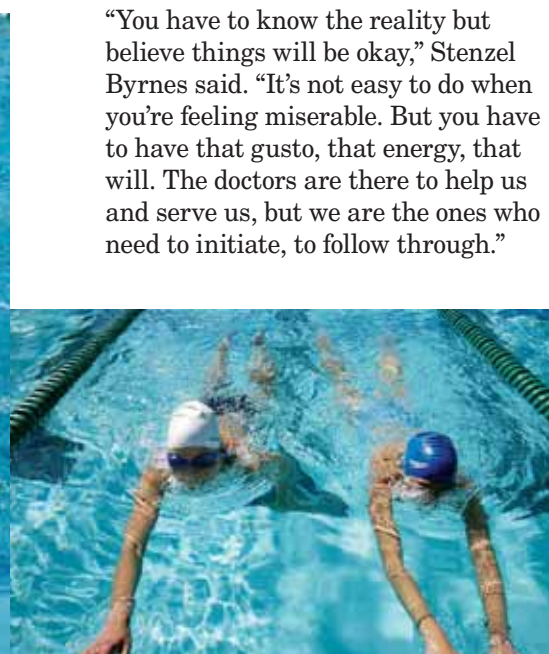 “You have to know the reality but
believe things will be okay,” Stenzel
Byrnes said. “It’s not easy to do when
you’re feeling miserable. But you have
to have that gusto, that energy, that
will. The doctors are there to help us
and serve us, but we are the ones who
need to initiate, to follow through.”